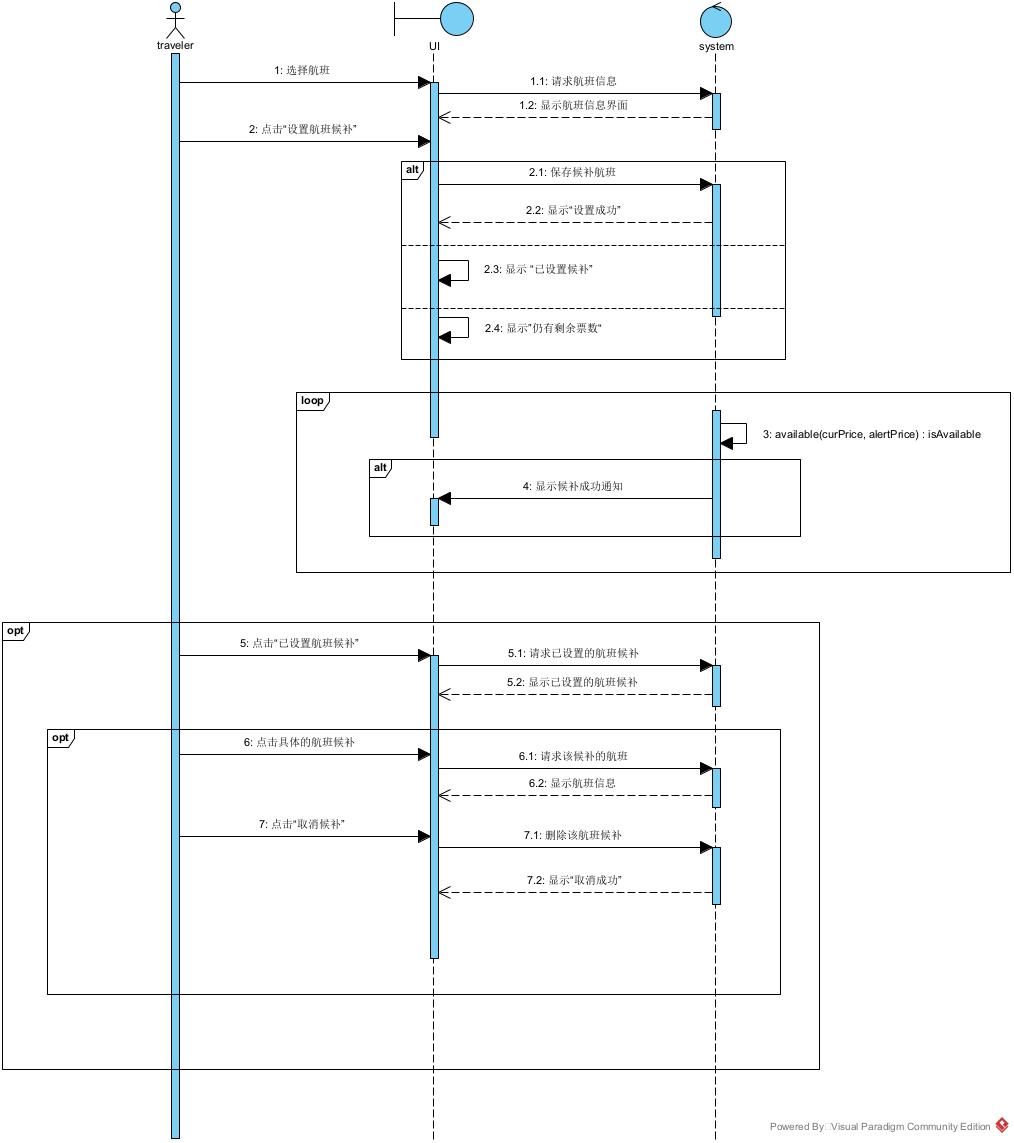 traveler
UI
system
1: 选择航班
1.1: 请求航班信息
1.2: 显示航班信息界面
2: 点击“设置航班候补”
alt
2.1: 保存候补航班
2.2: 显示“设置成功”
2.3: 显示 “已设置候补”
2.4: 显示”仍有剩余票数“
loop
3: available(curPrice, alertPrice) : isAvailable
alt
4: 显示候补成功通知
opt
5: 点击“已设置航班候补”
5.1: 请求已设置的航班候补
5.2: 显示已设置的航班候补
opt
6: 点击具体的航班候补
6.1: 请求该候补的航班
6.2: 显示航班信息
7: 点击“取消候补”
7.1: 删除该航班候补
7.2: 显示“取消成功”
Powered By Visual Paradigm Community Edition